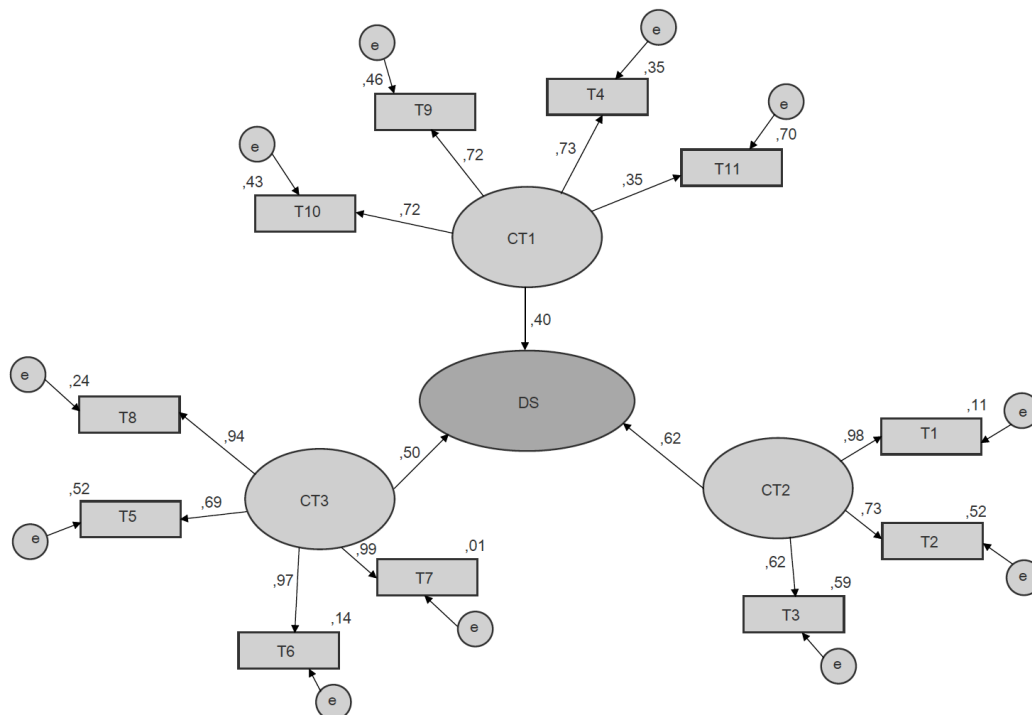 e
e
,35
,46
T4
e
T9
,70
e
,72
,73
T11
,43
,35
T10
,72
CT1
,40
e
,24
DS
T8
,11
e
,94
,98
T1
,50
,62
CT2
,52
CT3
,73
,52
T5
,69
T2
e
,99
,01
,62
e
,97
T7
,59
,14
T3
e
T6
e
e